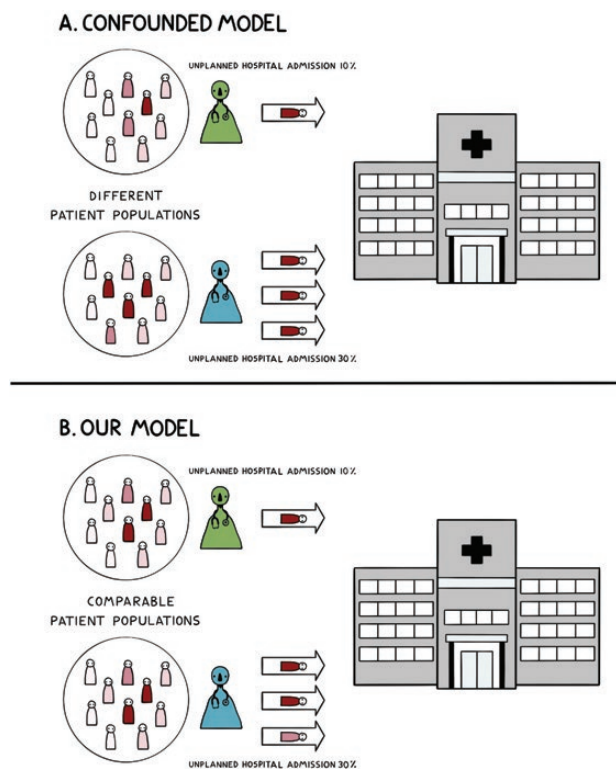 A. CONFOUNDED MODEL
UNPLANNED HOSPITAL ADMISSION 10%
DIFFERENT
PATIENT POPULATIONS
UNPLANNED HOSPITAL ADMISSION 30%
B. OUR MODEL
UNPLANNED HOSPITAL ADMISSION 10%
COMPARABLE
PATIENT POPULATIONS
UNPLANNED HOSPITAL ADMISSION 30%